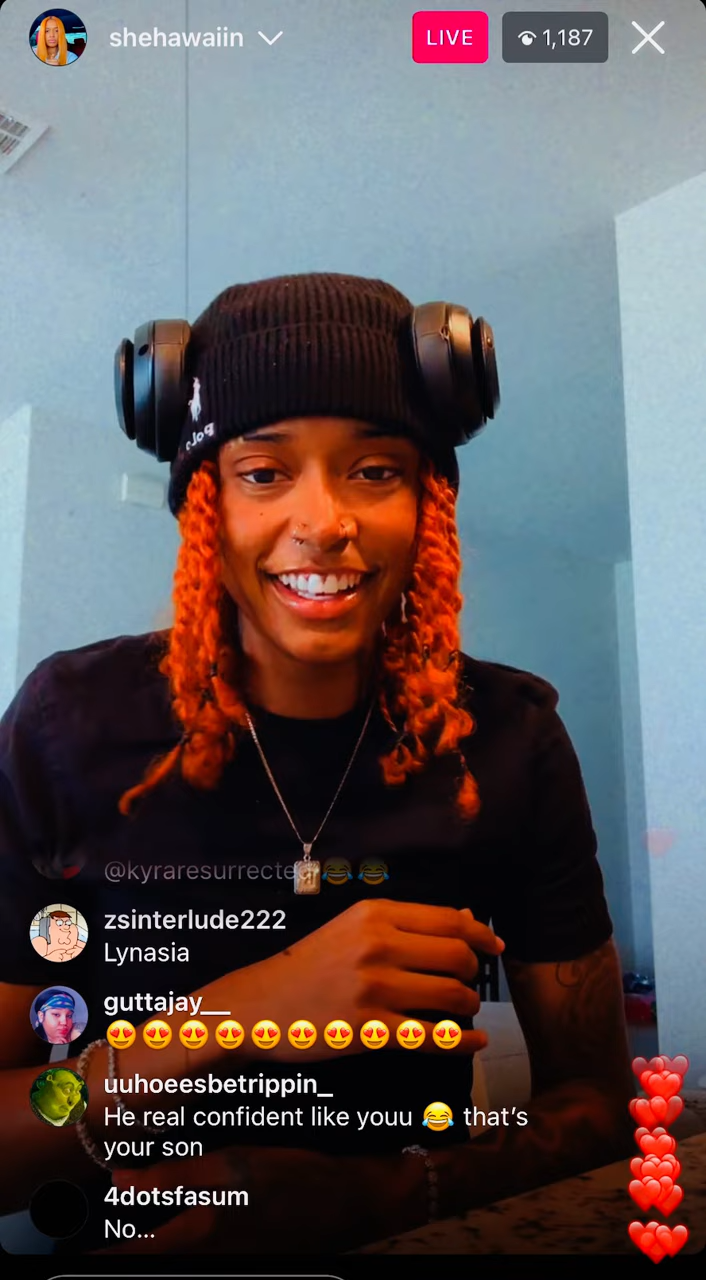 shehawaiin
LIVE
1,187
POLO
@kyraresurrected😂😂
zsinterlude222
Lynasia
guttajay__
😍😍😍😍😍😍😍😍😍😍
uuhoeesbetrippin_
He real confident like youu 😂 that’s
your son
4dotsfasum
No...